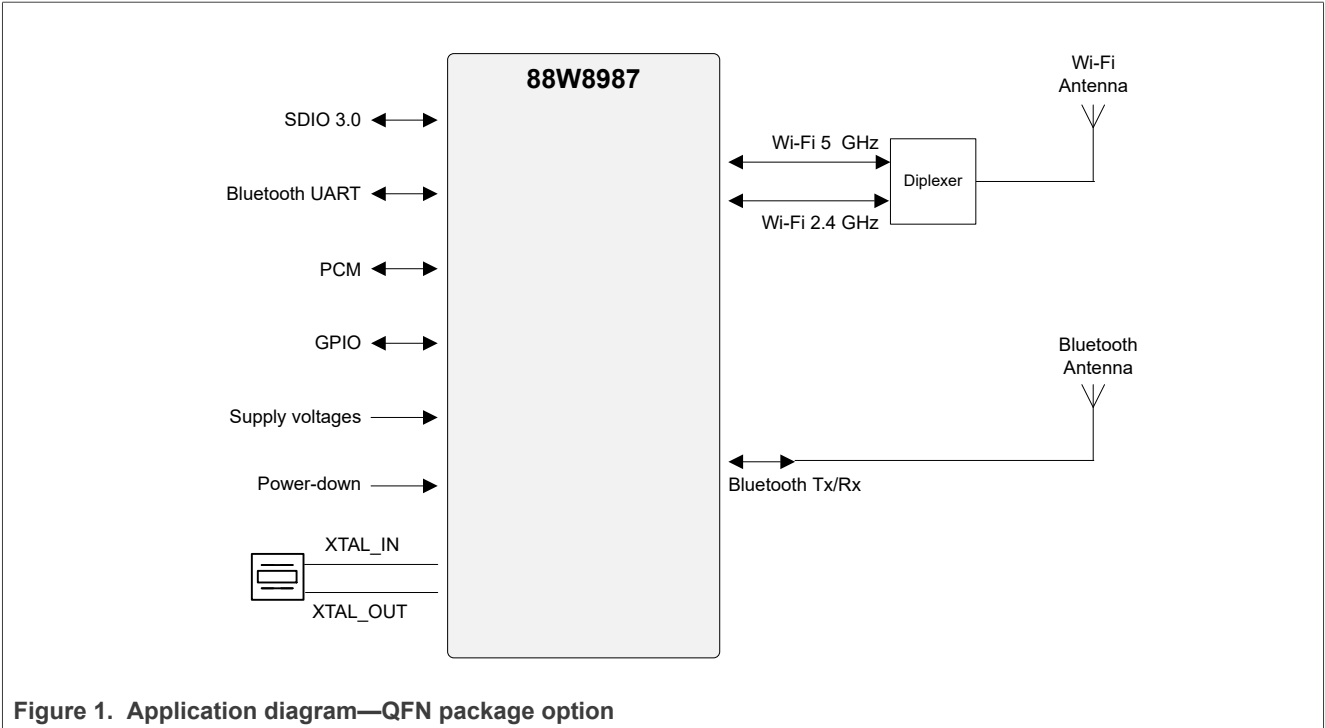 88W8987
SDIO 3.0
Bluetooth UART
PCM
GPIO
Supply voltages
Power-down
XTAL_IN
XTAL_OUT
Wi-Fi 5 GHz
Wi-Fi 2.4 GHz
Diplexer
Wi-Fi
Antenna
Bluetooth
Antenna
Bluetooth Tx/Rx
Figure 1. Application diagram—QFN package option